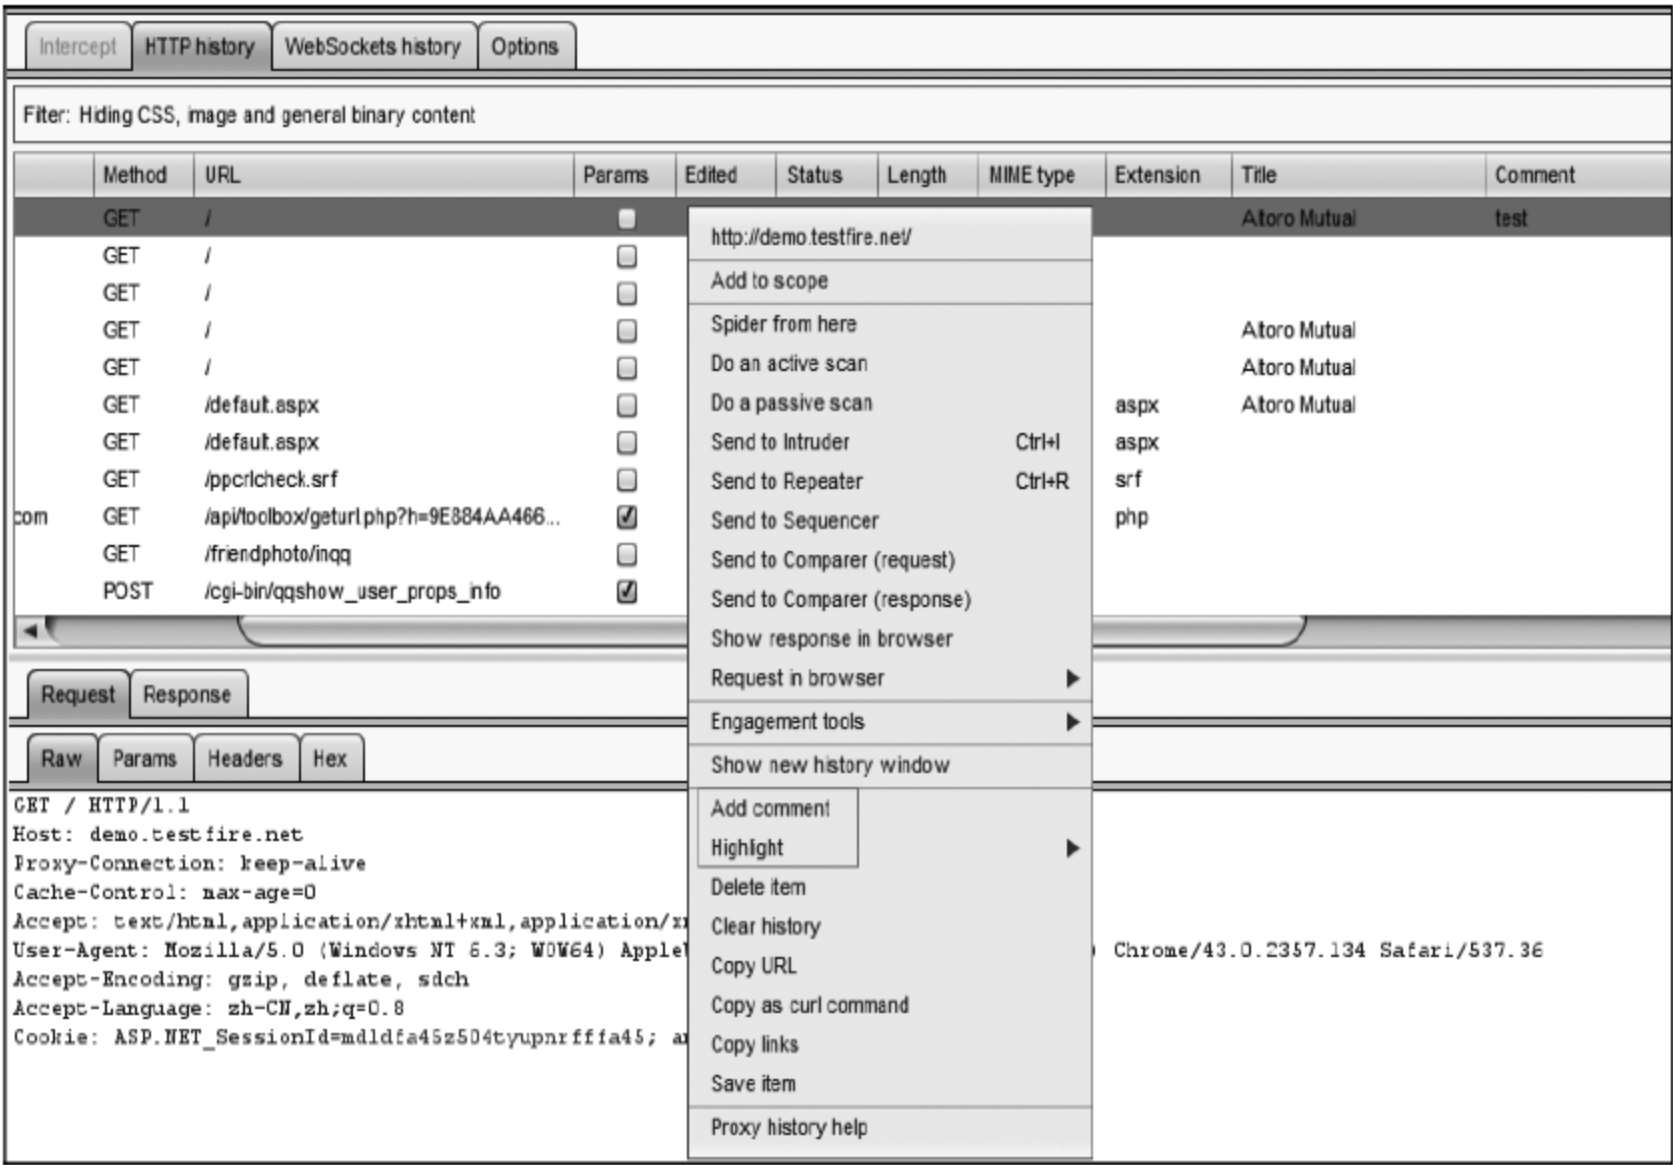 Intercept HTTP history WebSockets history Options
Filter: Hiding CSS, image and general binary content
Method URL Params Edited Status Length MIME type Extension Title Comment
GET / Altoro Mutual test
GET /
GET /
GET / Altoro Mutual
GET / Altoro Mutual
GET /default.aspx aspx Altoro Mutual
GET /default.aspx aspx
GET /ppcrlcheck.srf srf
com GET /api/toolbox/geturl.php?h=9E884AA466... php
GET /friendphoto/inqq
POST /cgi-bin/qqshow_user_props_info
http://demo.testfire.net/
Add to scope
Spider from here
Do an active scan
Do a passive scan
Send to Intruder Ctrl+I
Send to Repeater Ctrl+R
Send to Sequencer
Send to Comparer (request)
Send to Comparer (response)
Show response in browser
Request in browser
Engagement tools
Show new history window
Add comment
Highlight
Delete item
Clear history
Copy URL
Copy as curl command
Copy links
Save item
Proxy history help
Request Response
Raw Params Headers Hex
GET / HTTP/1.1
Host: demo.testfire.net
Proxy-Connection: keep-alive
Cache-Control: max-age=0
Accept: text/html,application/xhtml+xml,application/x
User-Agent: Mozilla/5.0 (Windows NT 6.3; WOW64) Apple ) Chrome/43.0.2357.134 Safari/537.36
Accept-Encoding: gzip, deflate, sdch
Accept-Language: zh-CN,zh;q=0.8
Cookie: ASP.NET_SessionId=mdldfa45z504tyupnrfffa45; a